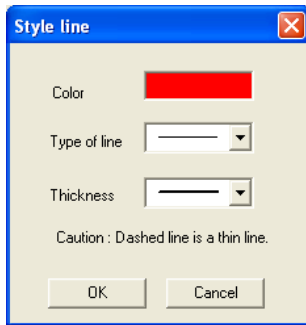 Style line
Color
Type of line
Thickness
Caution : Dashed line is a thin line.
OK
Cancel